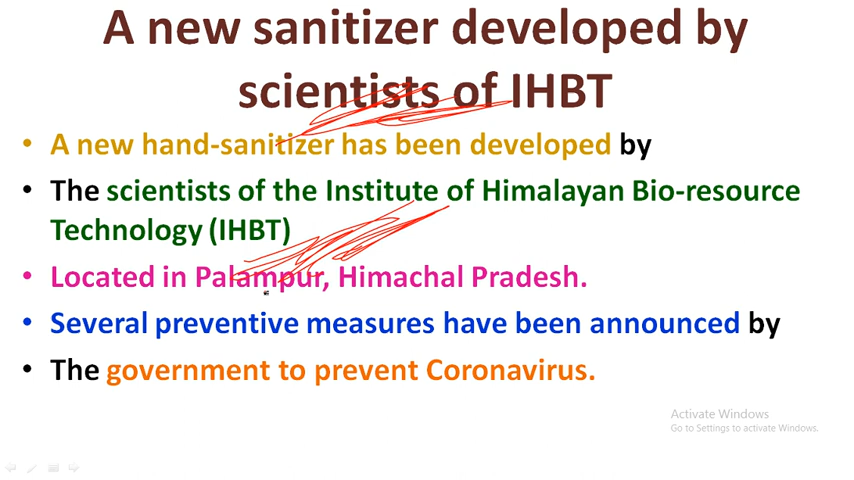 A new sanitizer developed by
scientists of IHBT
• A new hand-sanitizer has been developed by
• The scientists of the Institute of Himalayan Bio-resource
Technology (IHBT)
• Located in Palampur, Himachal Pradesh.
• Several preventive measures have been announced by
• The government to prevent Coronavirus.
Activate Windows
Go to Settings to activate Windows.